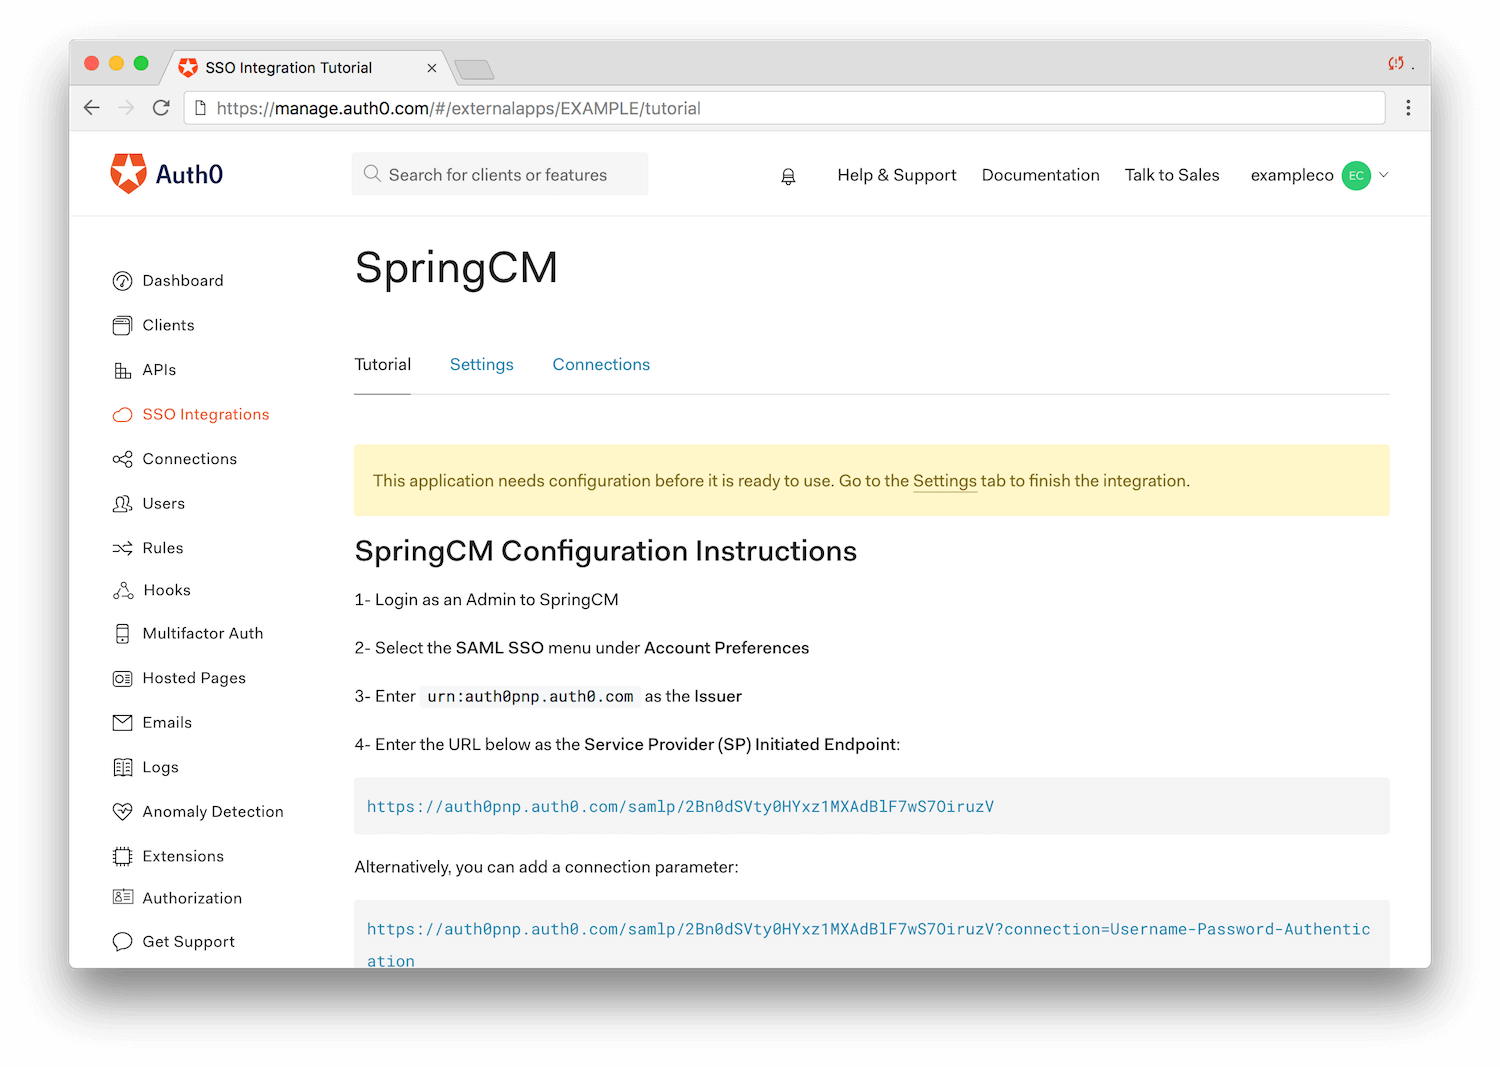 SSO Integration Tutorial
https://manage.auth0.com/#/externalapps/EXAMPLE/tutorial
Auth0
Search for clients or features
Help & Support
Documentation
Talk to Sales
exampleco
EC
Dashboard
Clients
APIs
SSO Integrations
Connections
Users
Rules
Hooks
Multifactor Auth
Hosted Pages
Emails
Logs
Anomaly Detection
Extensions
Authorization
Get Support
SpringCM
Tutorial
Settings
Connections
This application needs configuration before it is ready to use. Go to the Settings tab to finish the integration.
SpringCM Configuration Instructions
1- Login as an Admin to SpringCM
2- Select the SAML SSO menu under Account Preferences
3- Enter urn:auth0pnp.auth0.com as the Issuer
4- Enter the URL below as the Service Provider (SP) Initiated Endpoint:
https://auth0pnp.auth0.com/samlp/2Bn0dSVty0HYxz1MXAdBlF7wS7OiruzV
Alternatively, you can add a connection parameter:
https://auth0pnp.auth0.com/samlp/2Bn0dSVty0HYxz1MXAdBlF7wS7OiruzV?connection=Username-Password-Authentic
ation